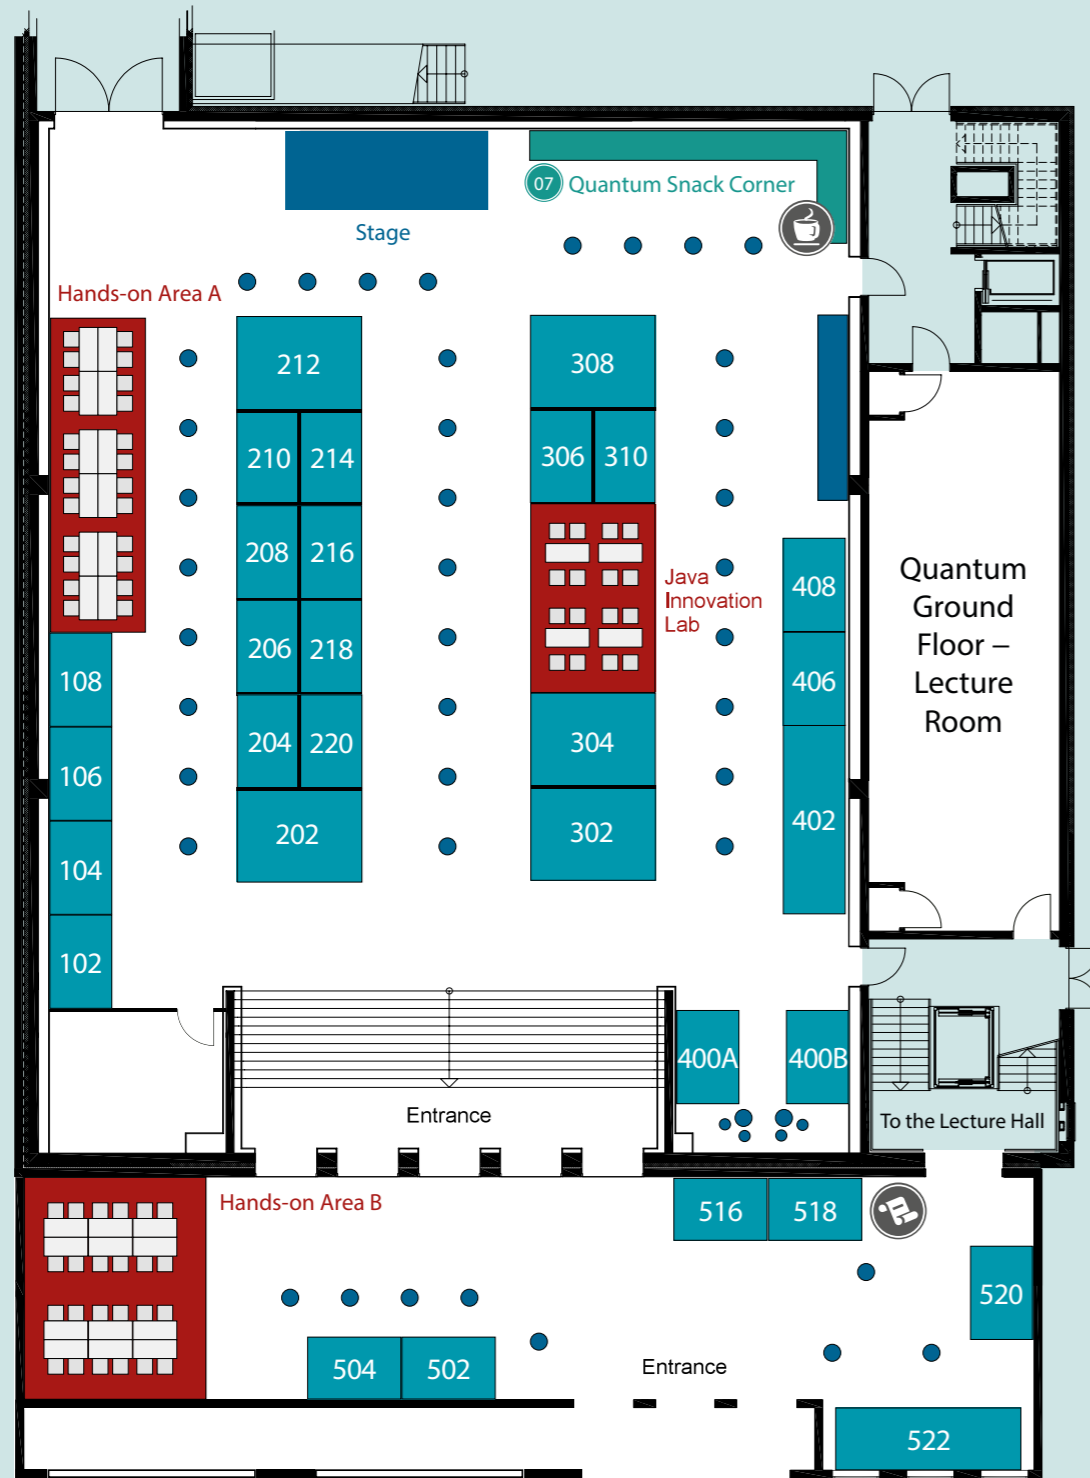 07 Quantum Snack Corner
Stage
Hands-on Area A
212
308
210 214
306 310
208 216
Java
Innovation
Lab
408
Quantum
Ground
Floor –
Lecture
Room
206 218
108
406
204 220
304
106
402
202
302
104
102
400A
400B
Entrance
To the Lecture Hall
Hands-on Area B
516
518
520
504
502
Entrance
522